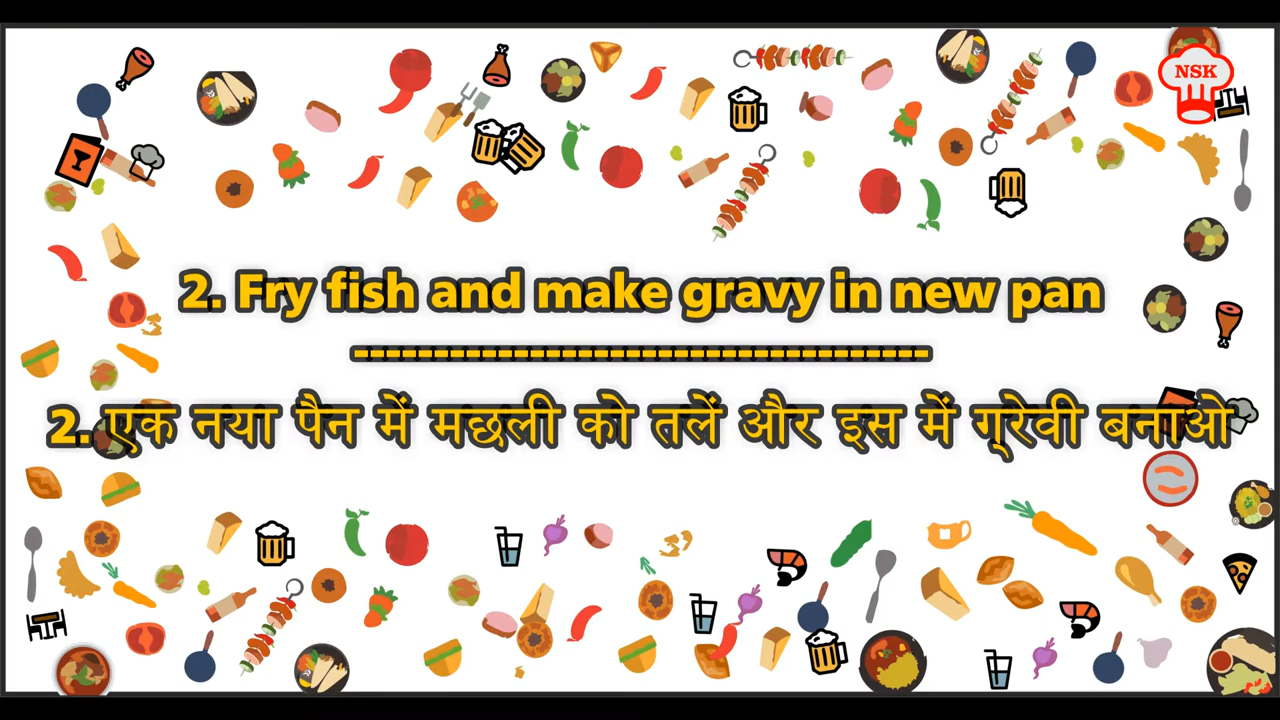 NSK
2. Fry fish and make gravy in new pan
------------------------------------
2. एक नया पैन में मछली को तलें और इस में ग्रेवी बनाओ